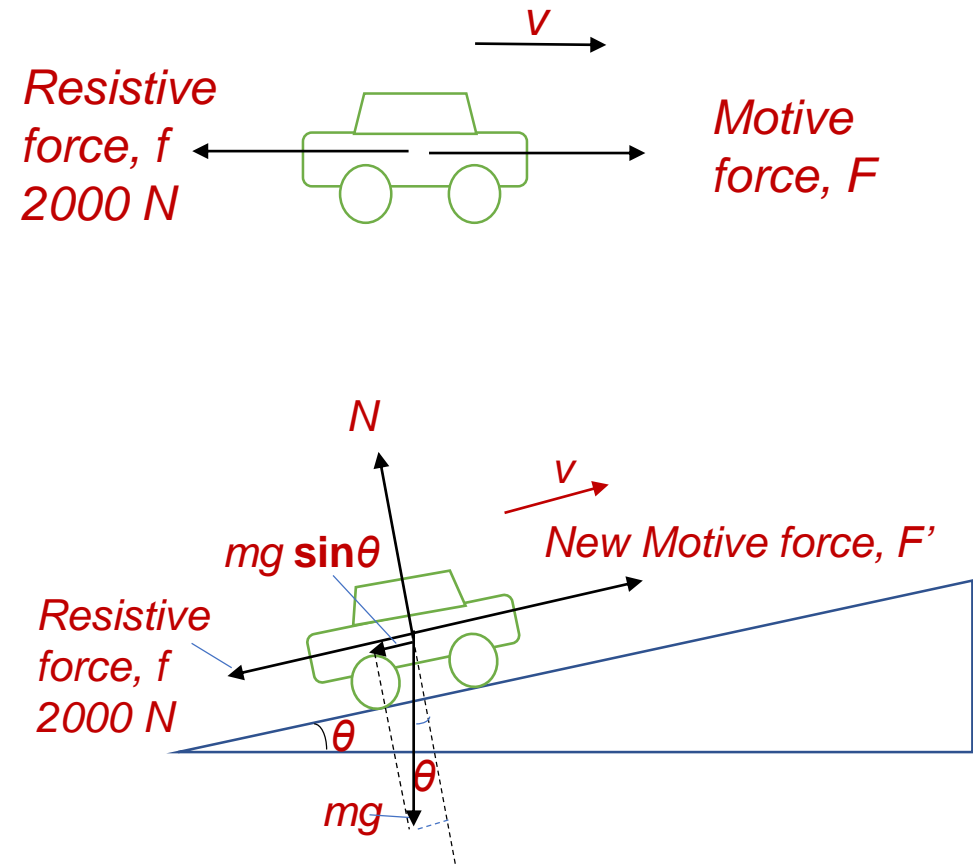 v
Resistive
force, f
2000 N
Motive
force, F
N
v
mg sinθ
New Motive force, F’
Resistive
force, f
2000 N
θ
θ
mg